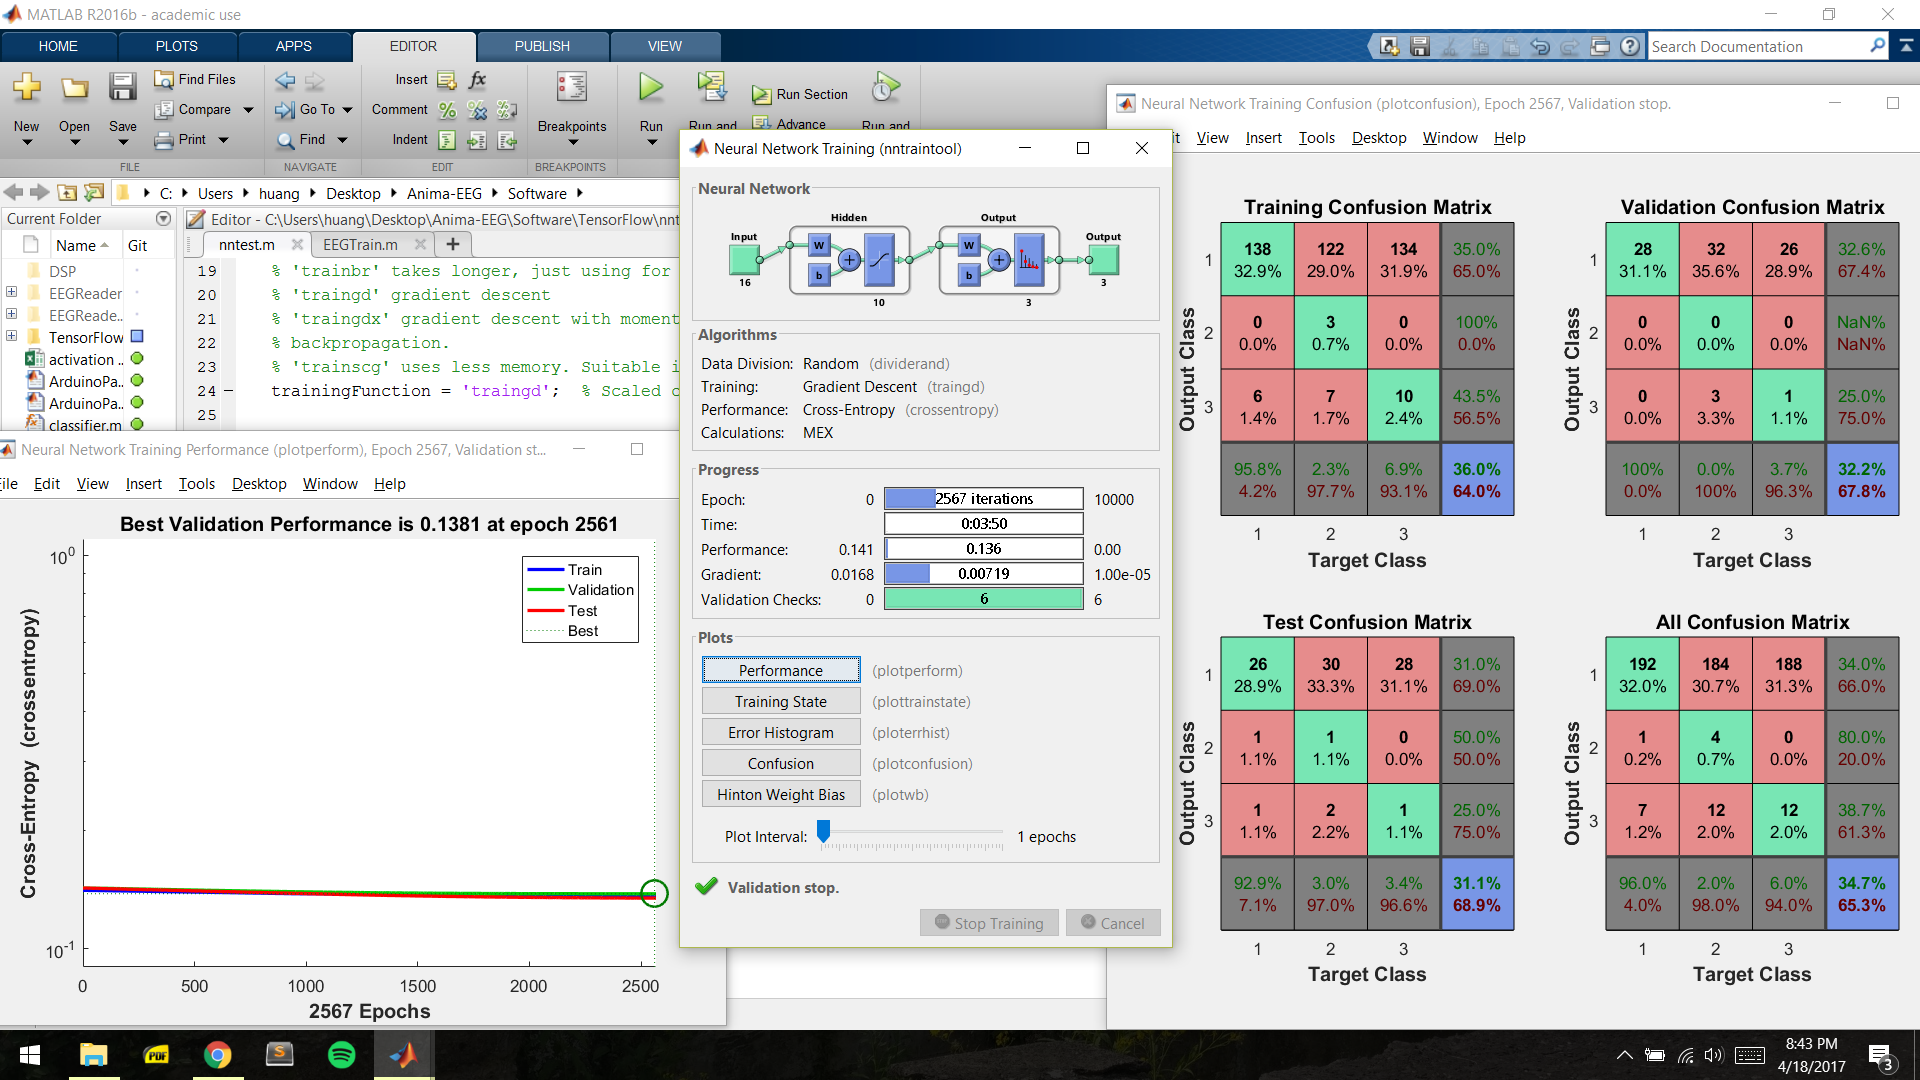 MATLAB R2016b - academic use
HOME PLOTS APPS EDITOR PUBLISH VIEW
Search Documentation
New Open Save
Find Files
Compare
Print
FILE
Go To
Find
NAVIGATE
Insert
Comment
Indent
EDIT
Breakpoints
BREAKPOINTS
Run
Run and
Run Section
Advance
Run and
C: Users huang Desktop Anima-EEG Software
Current Folder
Name Git
DSP
EEGReader
EEGReade..
TensorFlow
activation ..
ArduinoPa..
ArduinoPa..
classifier.m
Editor - C:\Users\huang\Desktop\Anima-EEG\Software\TensorFlow\nnt
nntest.m EEGTrain.m
19 % 'trainbr' takes longer, just using for
20 % 'traingd' gradient descent
21 % 'traingdx' gradient descent with moment
22 % backpropagation.
23 % 'trainscg' uses less memory. Suitable i
24 trainingFunction = 'traingd'; % Scaled c
25
Neural Network Training Performance (plotperform), Epoch 2567, Validation st...
ile Edit View Insert Tools Desktop Window Help
Best Validation Performance is 0.1381 at epoch 2561
Train
Validation
Test
Best
10^0
10^-1
Cross-Entropy (crossentropy)
0 500 1000 1500 2000 2500
2567 Epochs
Neural Network Training (nntraintool)
Neural Network
Hidden Output
Input Output
W b W b
16 10 3 3
Algorithms
Data Division: Random (dividerand)
Training: Gradient Descent (traingd)
Performance: Cross-Entropy (crossentropy)
Calculations: MEX
Progress
Epoch: 0 2567 iterations 10000
Time: 0:03:50
Performance: 0.141 0.136 0.00
Gradient: 0.0168 0.00719 1.00e-05
Validation Checks: 0 6 6
Plots
Performance (plotperform)
Training State (plottrainstate)
Error Histogram (ploterrhist)
Confusion (plotconfusion)
Hinton Weight Bias (plotwb)
Plot Interval: 1 epochs
Validation stop.
Stop Training Cancel
Neural Network Training Confusion (plotconfusion), Epoch 2567, Validation stop.
it View Insert Tools Desktop Window Help
Training Confusion Matrix
Output Class
1 138 122 134 35.0%
32.9% 29.0% 31.9% 65.0%
2 0 3 0 100%
0.0% 0.7% 0.0% 0.0%
3 6 7 10 43.5%
1.4% 1.7% 2.4% 56.5%
95.8% 2.3% 6.9% 36.0%
4.2% 97.7% 93.1% 64.0%
1 2 3
Target Class
Validation Confusion Matrix
Output Class
1 28 32 26 32.6%
31.1% 35.6% 28.9% 67.4%
2 0 0 0 NaN%
0.0% 0.0% 0.0% NaN%
3 0 3 1 25.0%
0.0% 3.3% 1.1% 75.0%
100% 0.0% 3.7% 32.2%
0.0% 100% 96.3% 67.8%
1 2 3
Target Class
Test Confusion Matrix
Output Class
1 26 30 28 31.0%
28.9% 33.3% 31.1% 69.0%
2 1 1 0 50.0%
1.1% 1.1% 0.0% 50.0%
3 1 2 1 25.0%
1.1% 2.2% 1.1% 75.0%
92.9% 3.0% 3.4% 31.1%
7.1% 97.0% 96.6% 68.9%
1 2 3
Target Class
All Confusion Matrix
Output Class
1 192 184 188 34.0%
32.0% 30.7% 31.3% 66.0%
2 1 4 0 80.0%
0.2% 0.7% 0.0% 20.0%
3 7 12 12 38.7%
1.2% 2.0% 2.0% 61.3%
96.0% 2.0% 6.0% 34.7%
4.0% 98.0% 94.0% 65.3%
1 2 3
Target Class
PDF
8:43 PM
4/18/2017
3